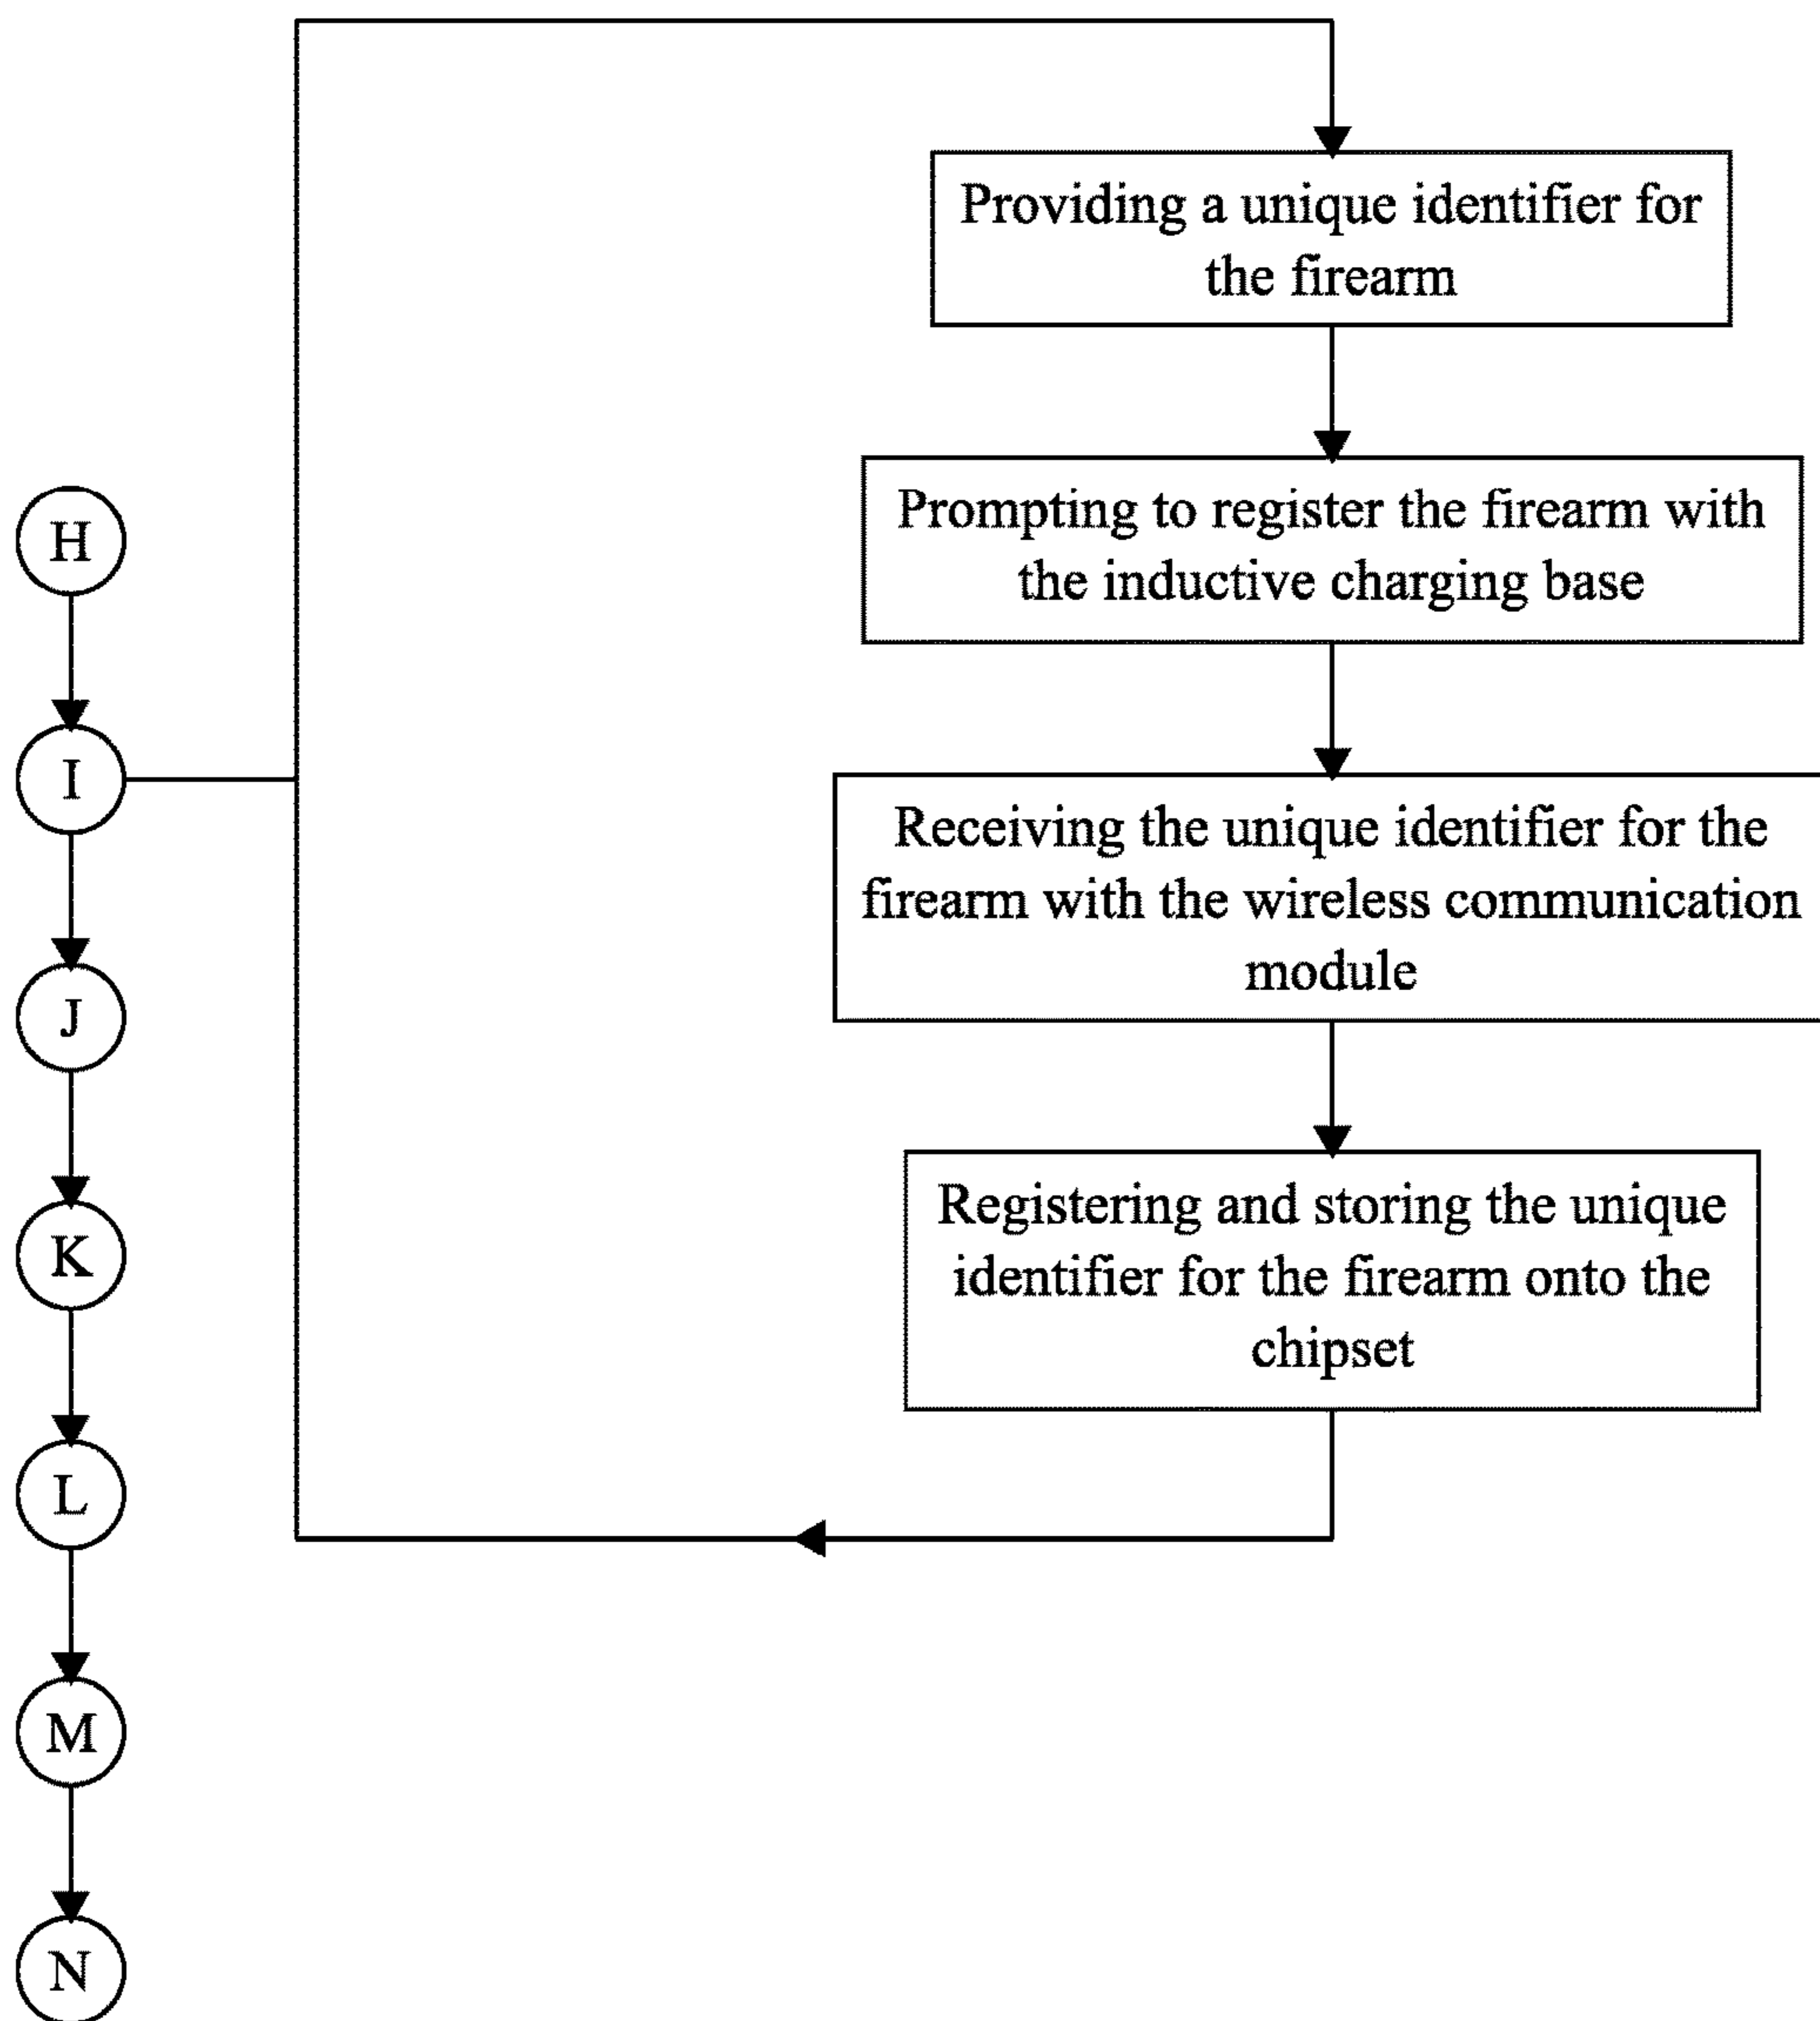 Providing a unique identifier for
the firearm
Prompting to register the firearm with
the inductive charging base
Receiving the unique identifier for the
firearm with the wireless communication
module
Registering and storing the unique
identifier for the firearm onto the
chipset
H
I
J
K
L
M
N